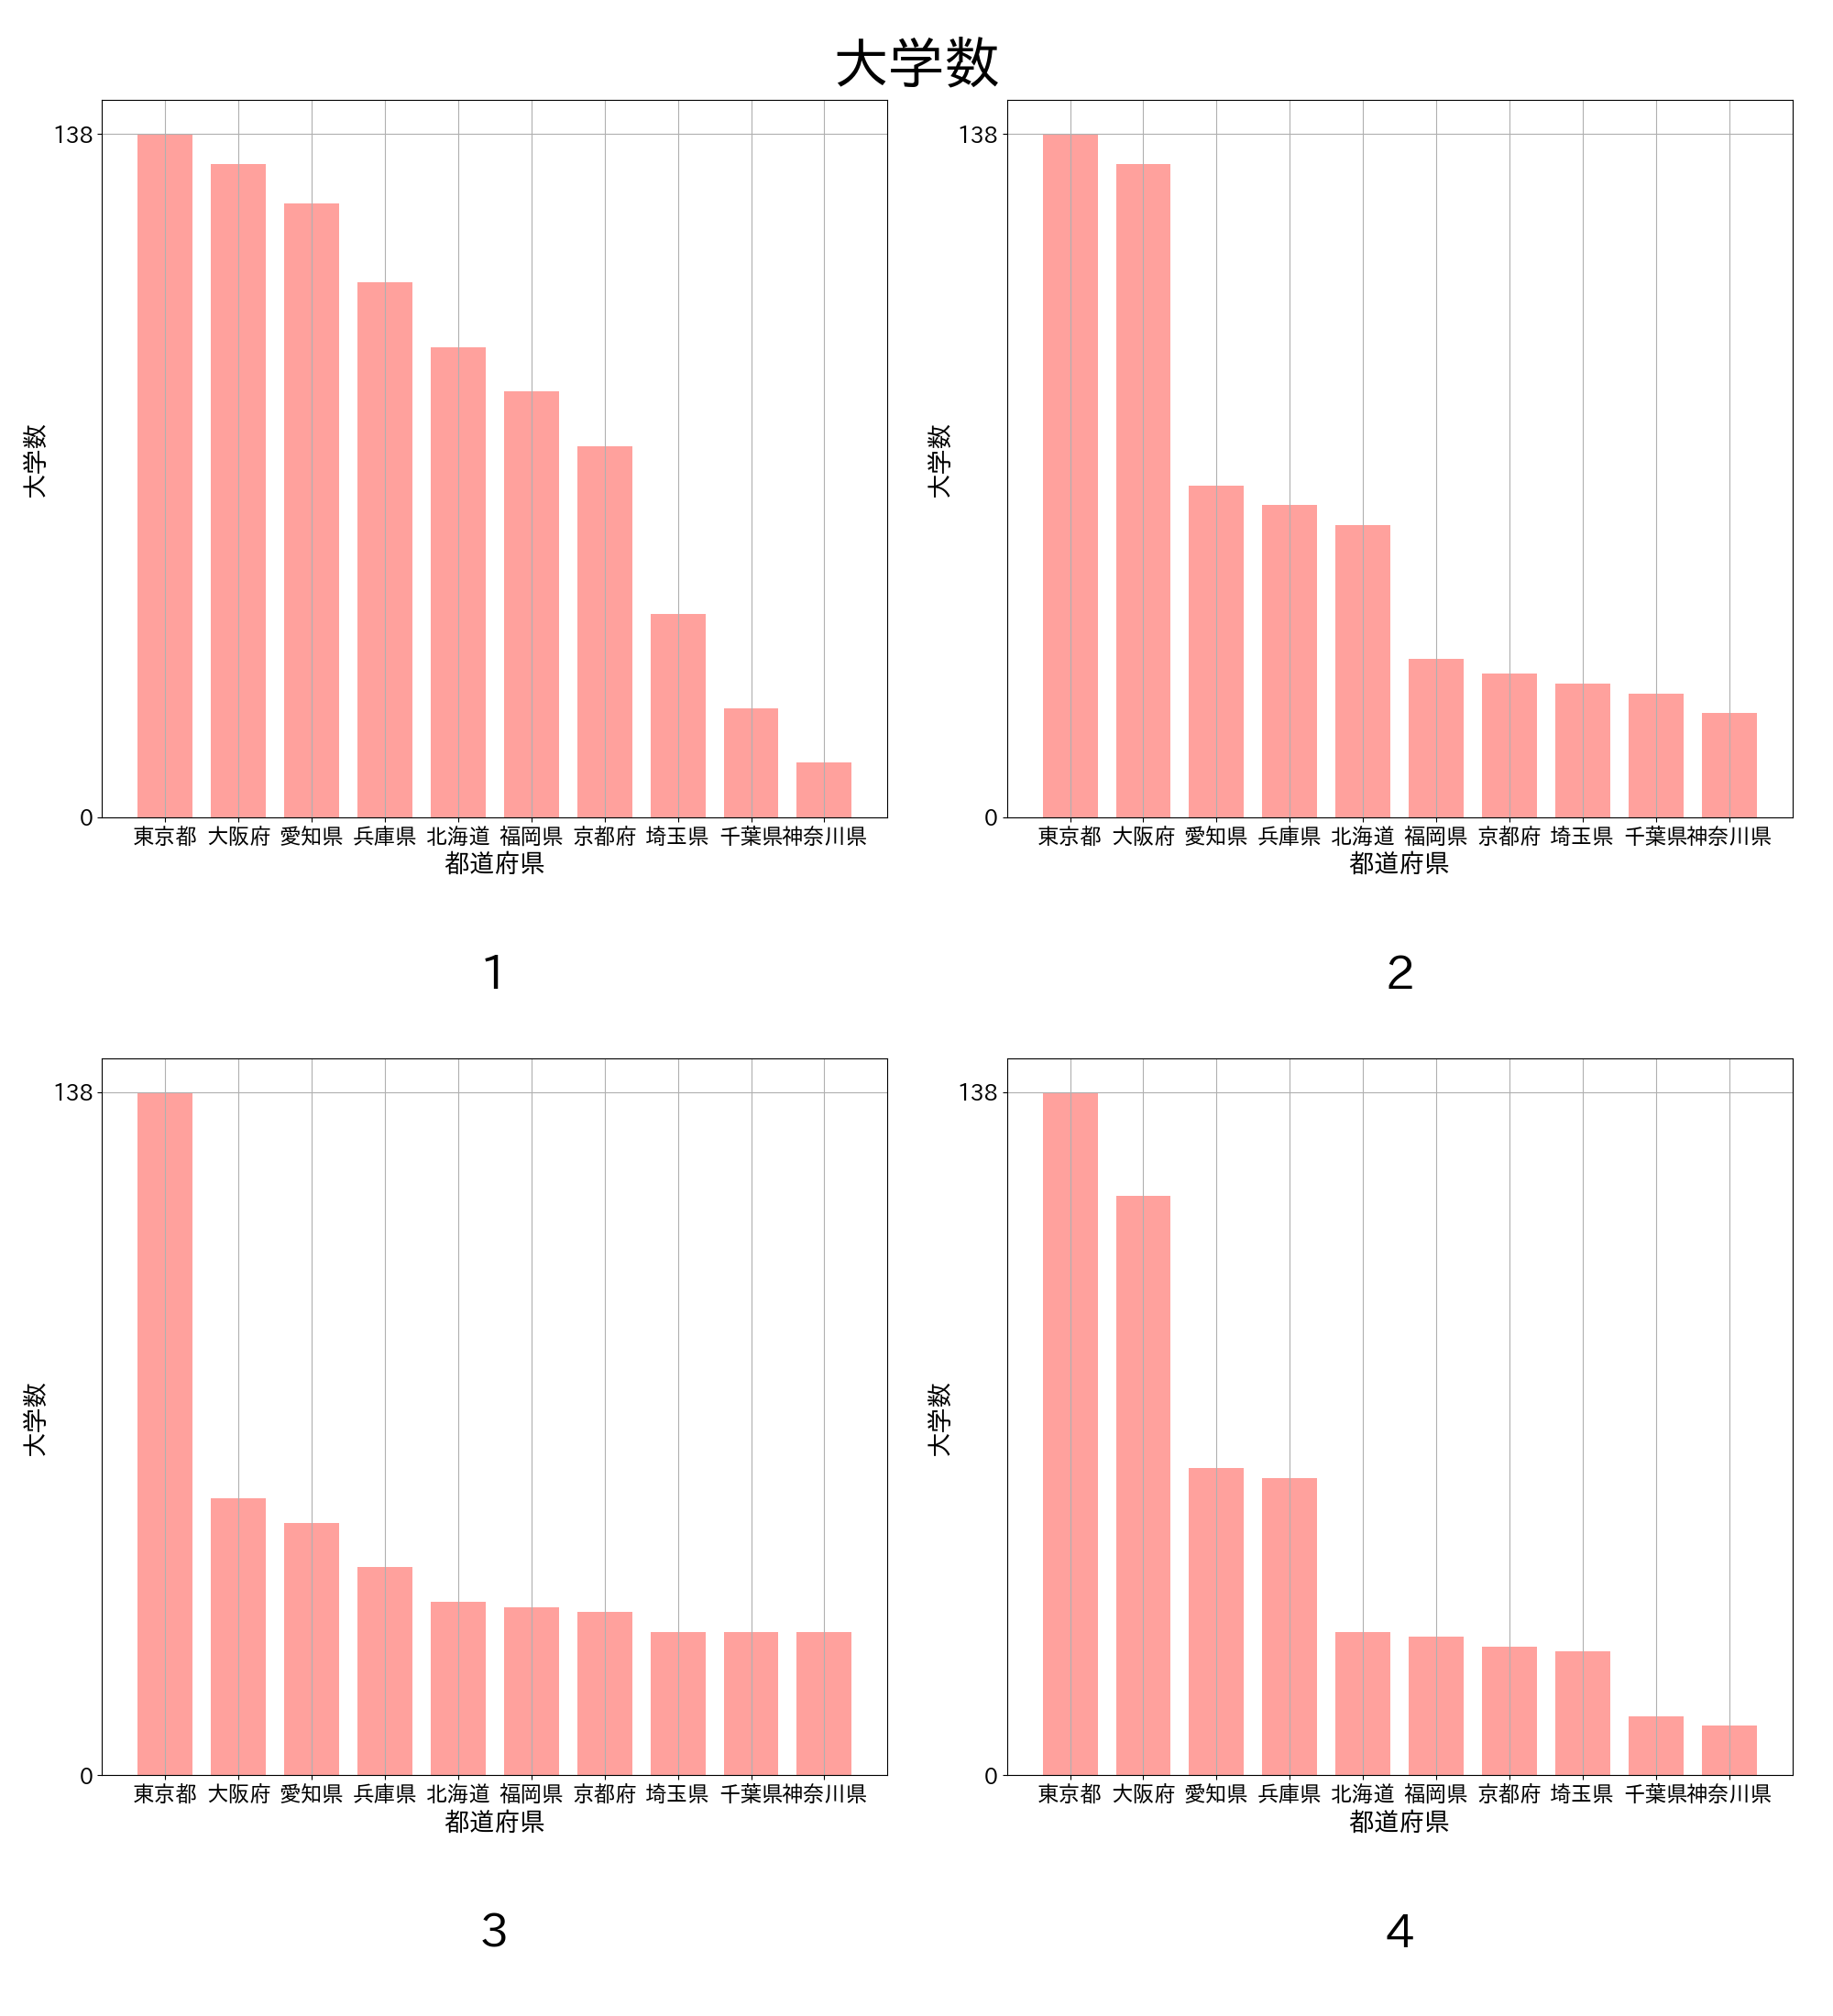 大学数
138
0
大学数
東京都 大阪府 愛知県 兵庫県 北海道 福岡県 京都府 埼玉県 千葉県 神奈川県
都道府県
1
138
0
大学数
東京都 大阪府 愛知県 兵庫県 北海道 福岡県 京都府 埼玉県 千葉県 神奈川県
都道府県
2
138
0
大学数
東京都 大阪府 愛知県 兵庫県 北海道 福岡県 京都府 埼玉県 千葉県 神奈川県
都道府県
3
138
0
大学数
東京都 大阪府 愛知県 兵庫県 北海道 福岡県 京都府 埼玉県 千葉県 神奈川県
都道府県
4